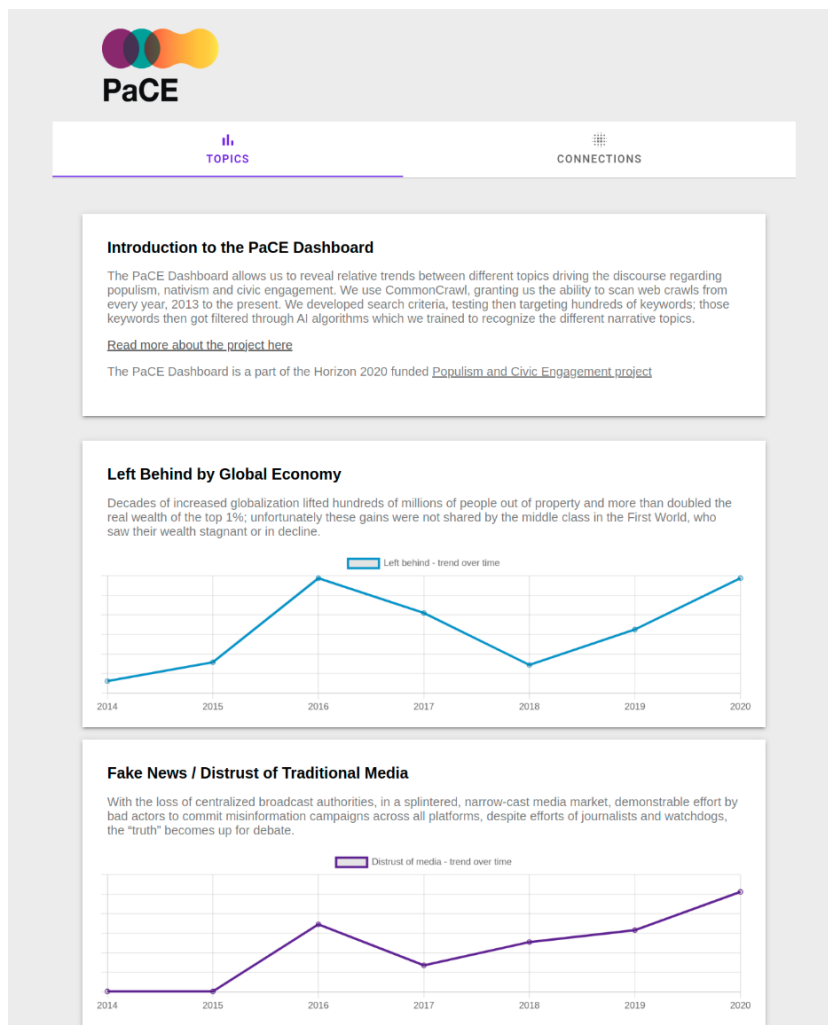 PaCE
TOPICS
CONNECTIONS
Introduction to the PaCE Dashboard
The PaCE Dashboard allows us to reveal relative trends between different topics driving the discourse regarding
populism, nativism and civic engagement. We use CommonCrawl, granting us the ability to scan web crawls from
every year, 2013 to the present. We developed search criteria, testing then targeting hundreds of keywords; those
keywords then got filtered through AI algorithms which we trained to recognize the different narrative topics.
Read more about the project here
The PaCE Dashboard is a part of the Horizon 2020 funded Populism and Civic Engagement project
Left Behind by Global Economy
Decades of increased globalization lifted hundreds of millions of people out of property and more than doubled the
real wealth of the top 1%; unfortunately these gains were not shared by the middle class in the First World, who
saw their wealth stagnant or in decline.
Left behind - trend over time
2014 2015 2016 2017 2018 2019 2020
Fake News / Distrust of Traditional Media
With the loss of centralized broadcast authorities, in a splintered, narrow-cast media market, demonstrable effort by
bad actors to commit misinformation campaigns across all platforms, despite efforts of journalists and watchdogs,
the “truth” becomes up for debate.
Distrust of media - trend over time
2014 2015 2016 2017 2018 2019 2020